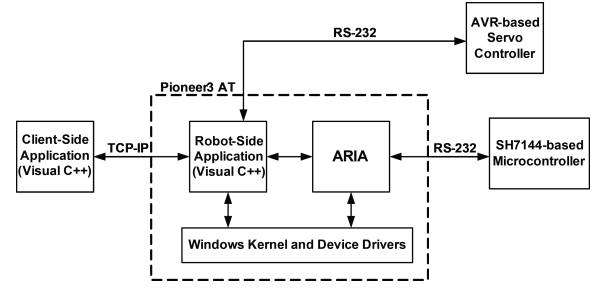 AVR-based
Servo
Controller
RS-232
Pioneer3 AT
Client-Side
Application
(Visual C++)
TCP-IP
Robot-Side
Application
(Visual C++)
ARIA
RS-232
SH7144-based
Microcontroller
Windows Kernel and Device Drivers